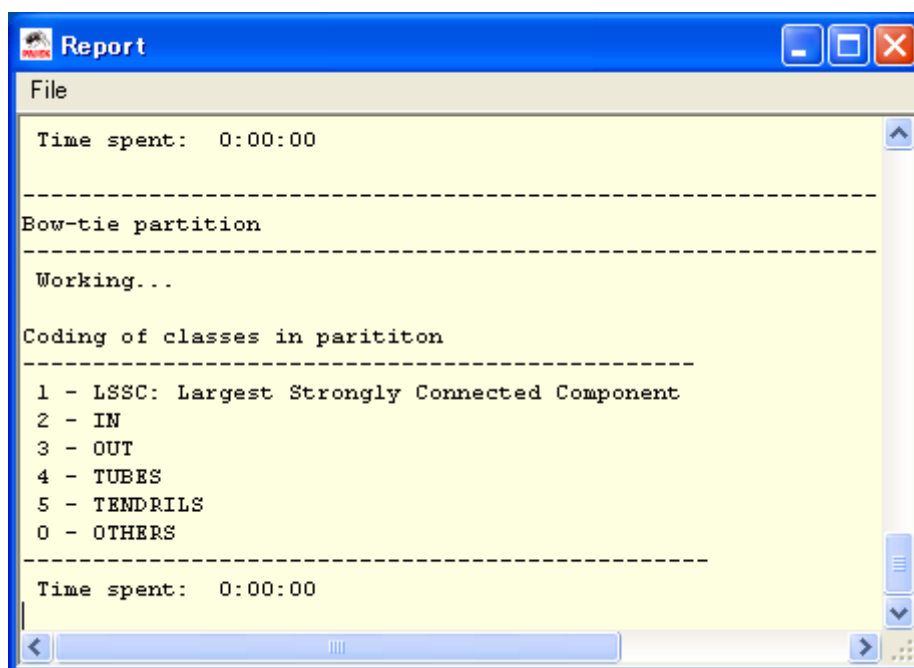 Report
File
Time spent:  0:00:00
-------------------------------------------------------------
Bow-tie partition
-------------------------------------------------------------
Working...
Coding of classes in parititon
------------------------------------------------
1 - LSSC: Largest Strongly Connected Component
2 - IN
3 - OUT
4 - TUBES
5 - TENDRILS
0 - OTHERS
-------------------------------------------------
Time spent:  0:00:00